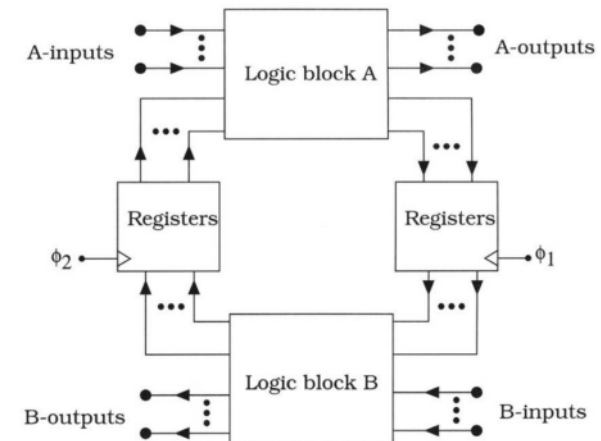 A-inputs
Logic block A
A-outputs
Registers
Registers
ϕ2
ϕ1
Logic block B
B-outputs
B-inputs